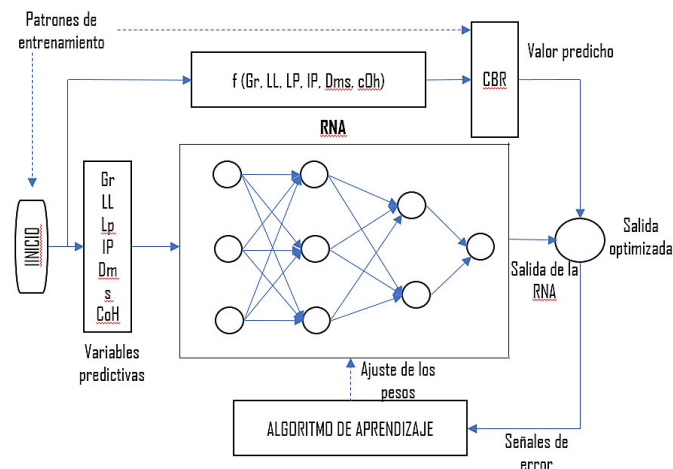 Patrones de
entrenamiento
f (Gr, LL, LP, IP, Dms, cOh)
CBR
Valor predicho
RNA
IINICIO
Gr
LL
Lp
IP
Dm
s
CoH
Variables
predictivas
Salida
optimizada
Salida de la
RNA
Ajuste de los
pesos
ALGORITMO DE APRENDIZAJE
Señales de
error